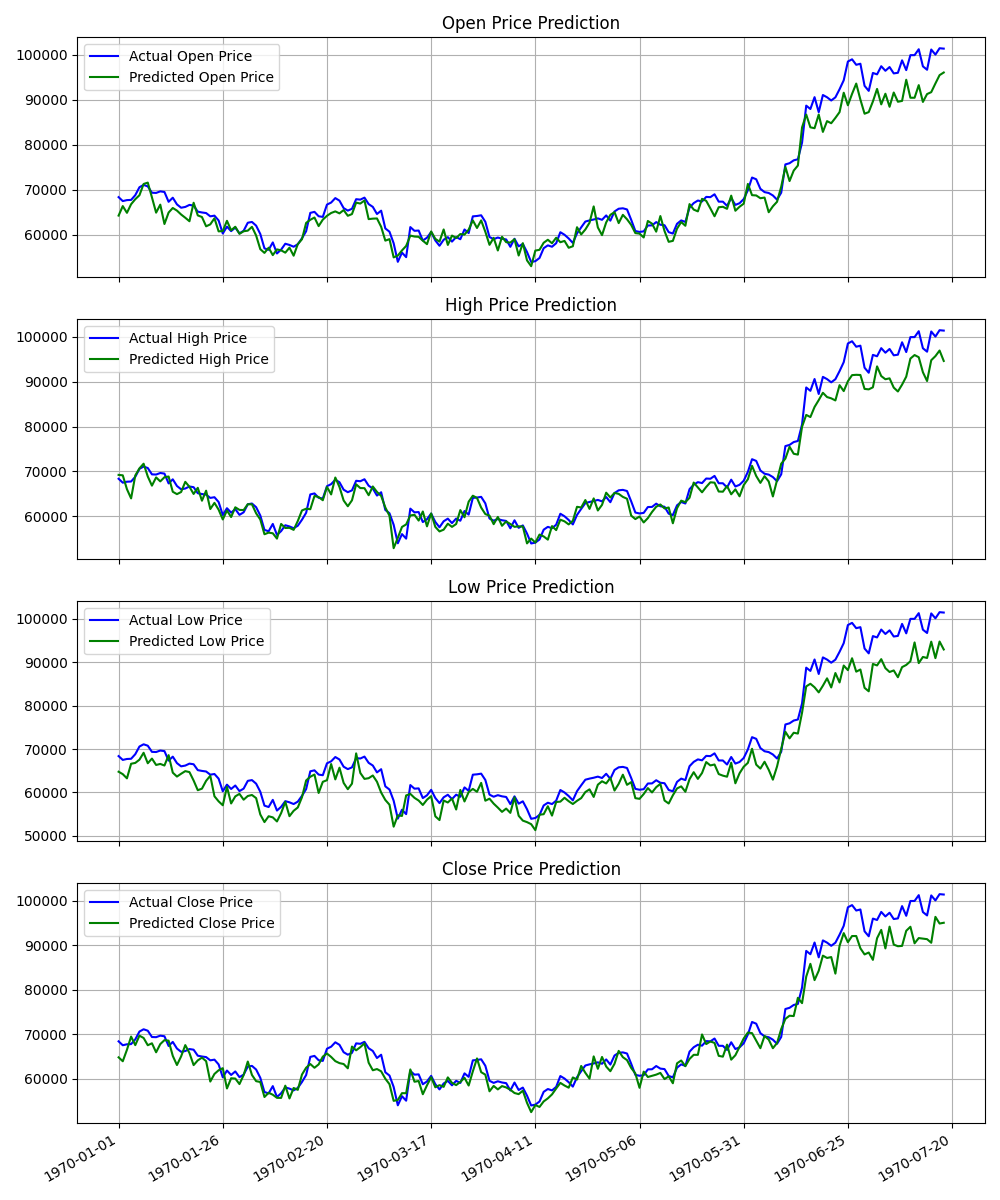 Open Price Prediction
Actual Open Price
Predicted Open Price
100000
90000
80000
70000
60000
High Price Prediction
Actual High Price
Predicted High Price
100000
90000
80000
70000
60000
Low Price Prediction
Actual Low Price
Predicted Low Price
100000
90000
80000
70000
60000
50000
Close Price Prediction
Actual Close Price
Predicted Close Price
100000
90000
80000
70000
60000
1970-01-01
1970-01-26
1970-02-20
1970-03-17
1970-04-11
1970-05-06
1970-05-31
1970-06-25
1970-07-20